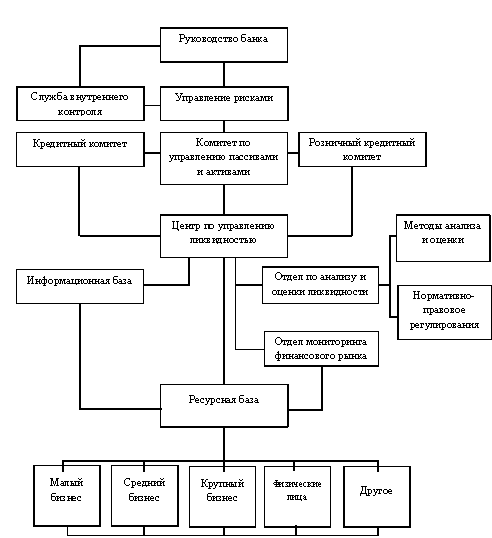 Руководство банка
Служба внутреннего
контроля
Управление рисками
Кредитный комитет
Комитет по
управлению пассивами
и активами
Розничный кредитный
комитет
Центр по управлению
ликвидностью
Методы анализа
и оценки
Информационная база
Отдел по анализу и
оценки ликвидности
Нормативно-
правовое
регулирования
Отдел мониторинга
финансового рынка
Ресурсная база
Малый
бизнес
Средний
бизнес
Крупный
бизнес
Физические
лица
Другое